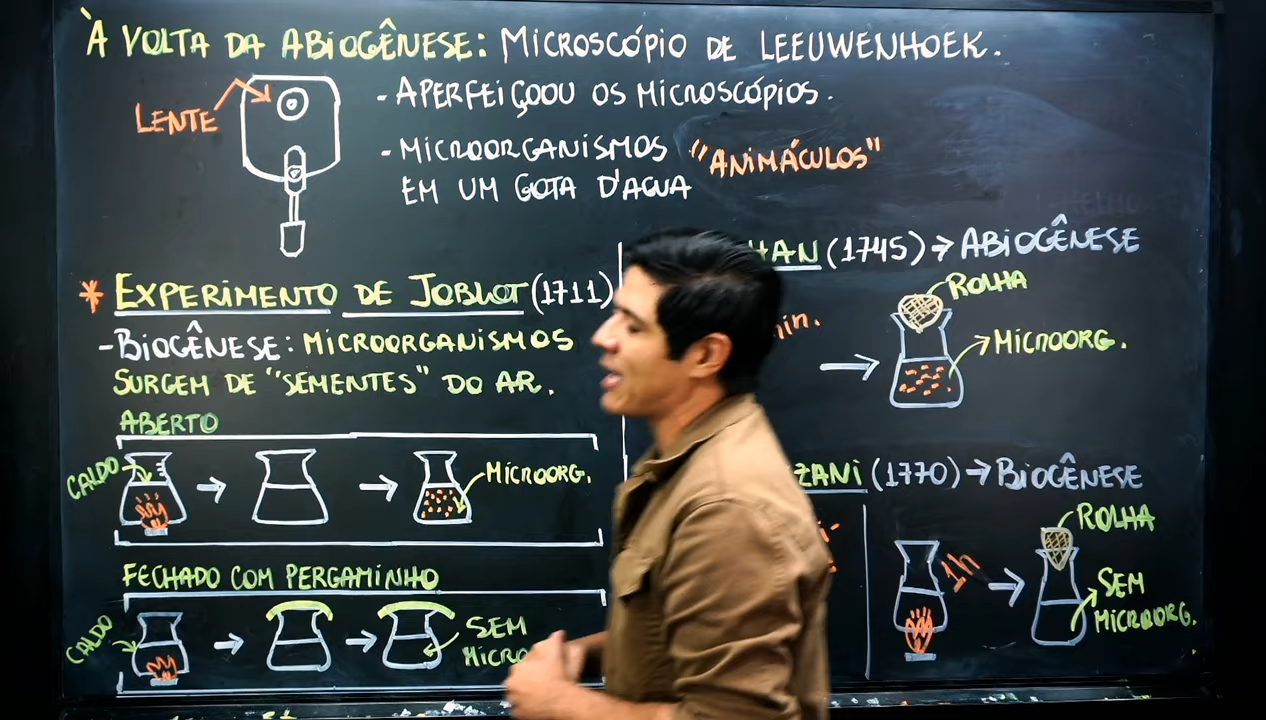 À VOLTA DA ABIOGÊNESE: MICROSCÓPIO DE LEEUWENHOEK.
LENTE
- APERFEIÇOOU OS MICROSCÓPIOS.
- MICROORGANISMOS "ANIMÁCULOS"
EM UM GOTA D'AGUA
* EXPERIMENTO DE JOBLOT (1711)
- BIOGÊNESE: MICROORGANISMOS
SURGEM DE "SEMENTES" DO AR.
ABERTO
CALDO
MICROORG.
FECHADO COM PERGAMINHO
CALDO
SEM
(1745) → ABIOGÊNESE
ROLHA
MICROORG.
(1770) → BIOGÊNESE
1h
ROLHA
SEM
MICROORG.